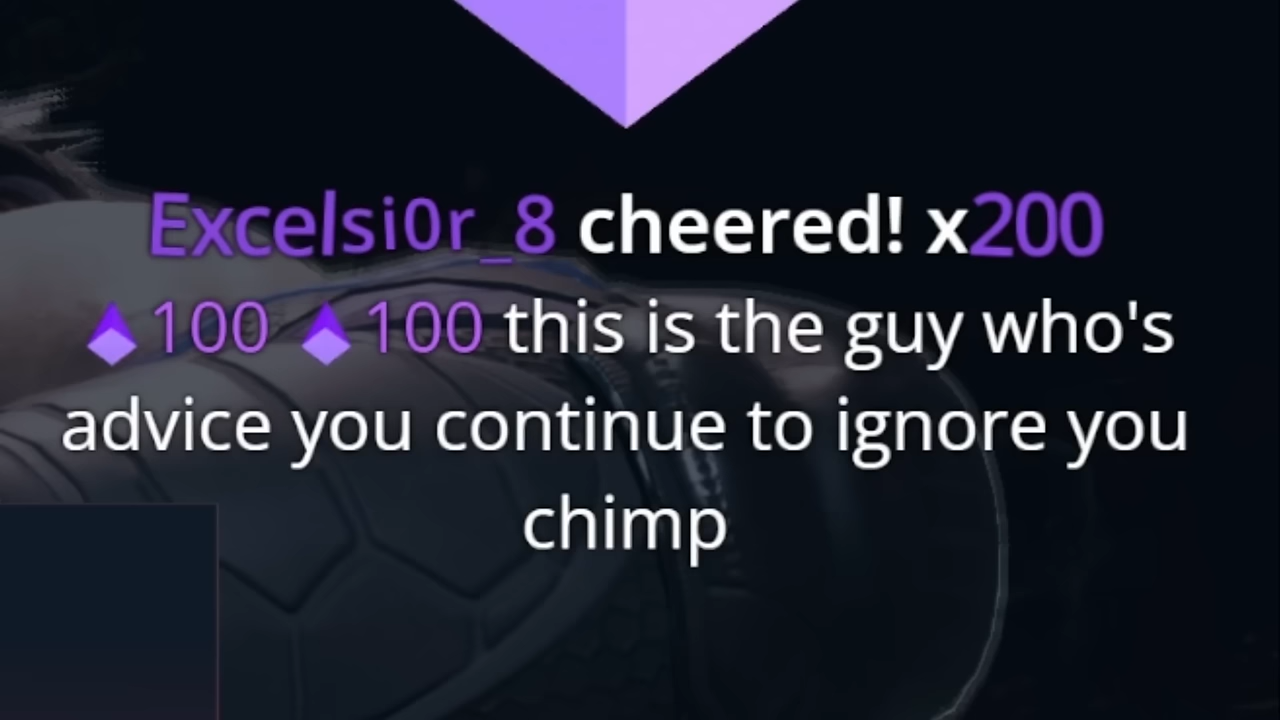 Excelsi0r_8 cheered! x200
100 100 this is the guy who's
advice you continue to ignore you
chimp